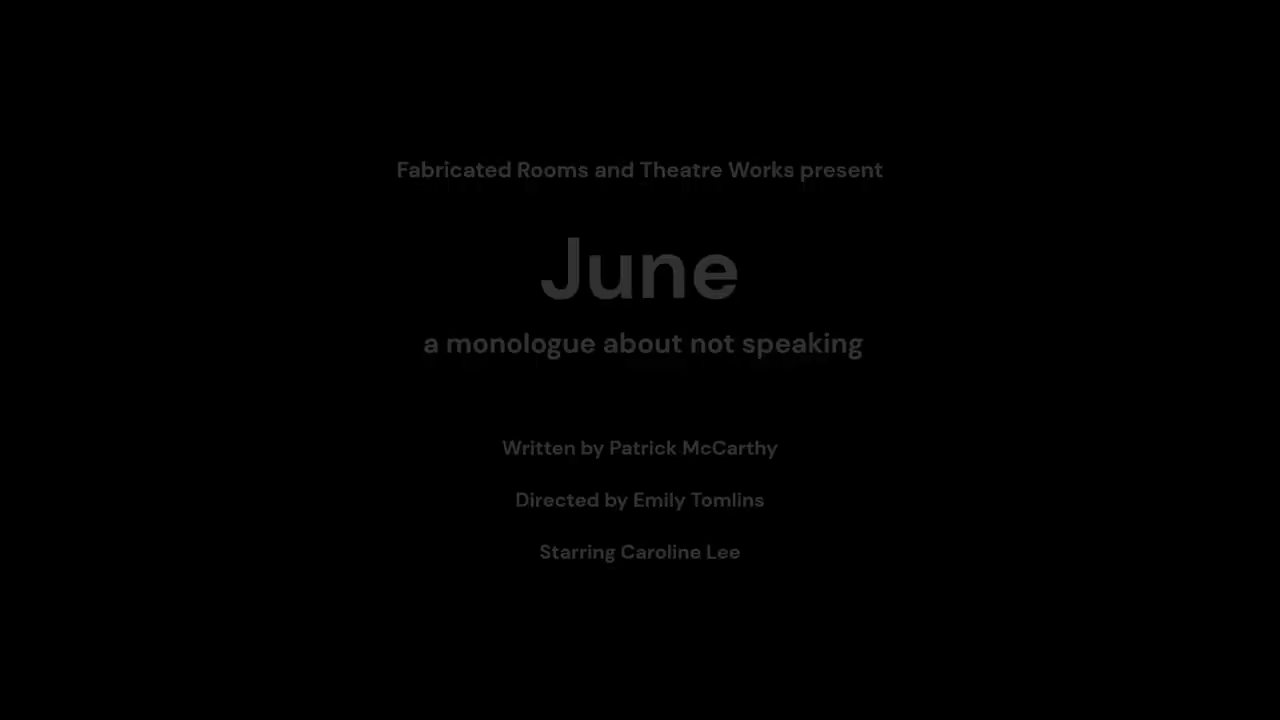 Fabricated Rooms and Theatre Works present
June
a monologue about not speaking
Written by Patrick McCarthy
Directed by Emily Tomlins
Starring Caroline Lee